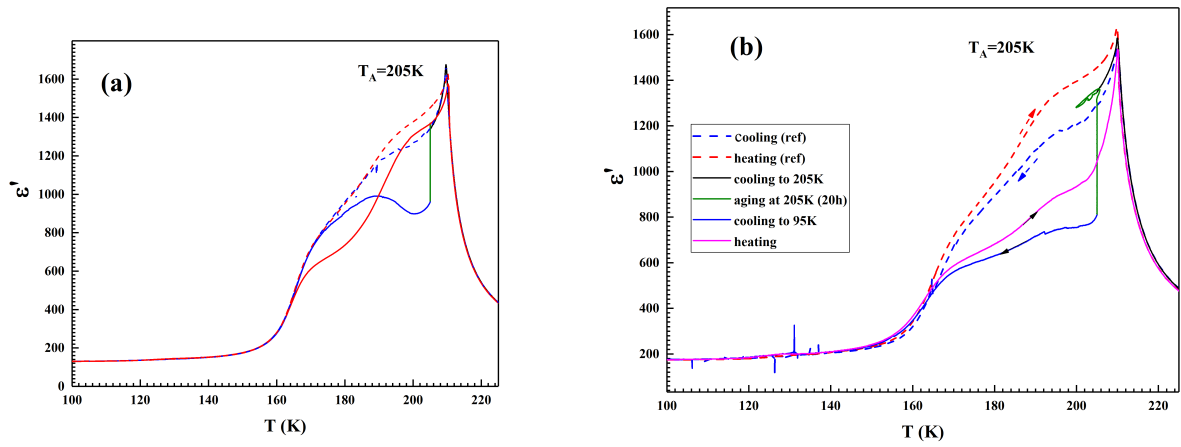 (a)
T_A=205K
1600
1400
1200
1000
800
600
400
200
0
ε'
100 120 140 160 180 200 220
T (K)
(b)
T_A=205K
1600
1400
1200
1000
800
600
400
200
ε'
Cooling (ref)
heating (ref)
cooling to 205K
aging at 205K (20h)
cooling to 95K
heating
100 120 140 160 180 200 220
T (K)